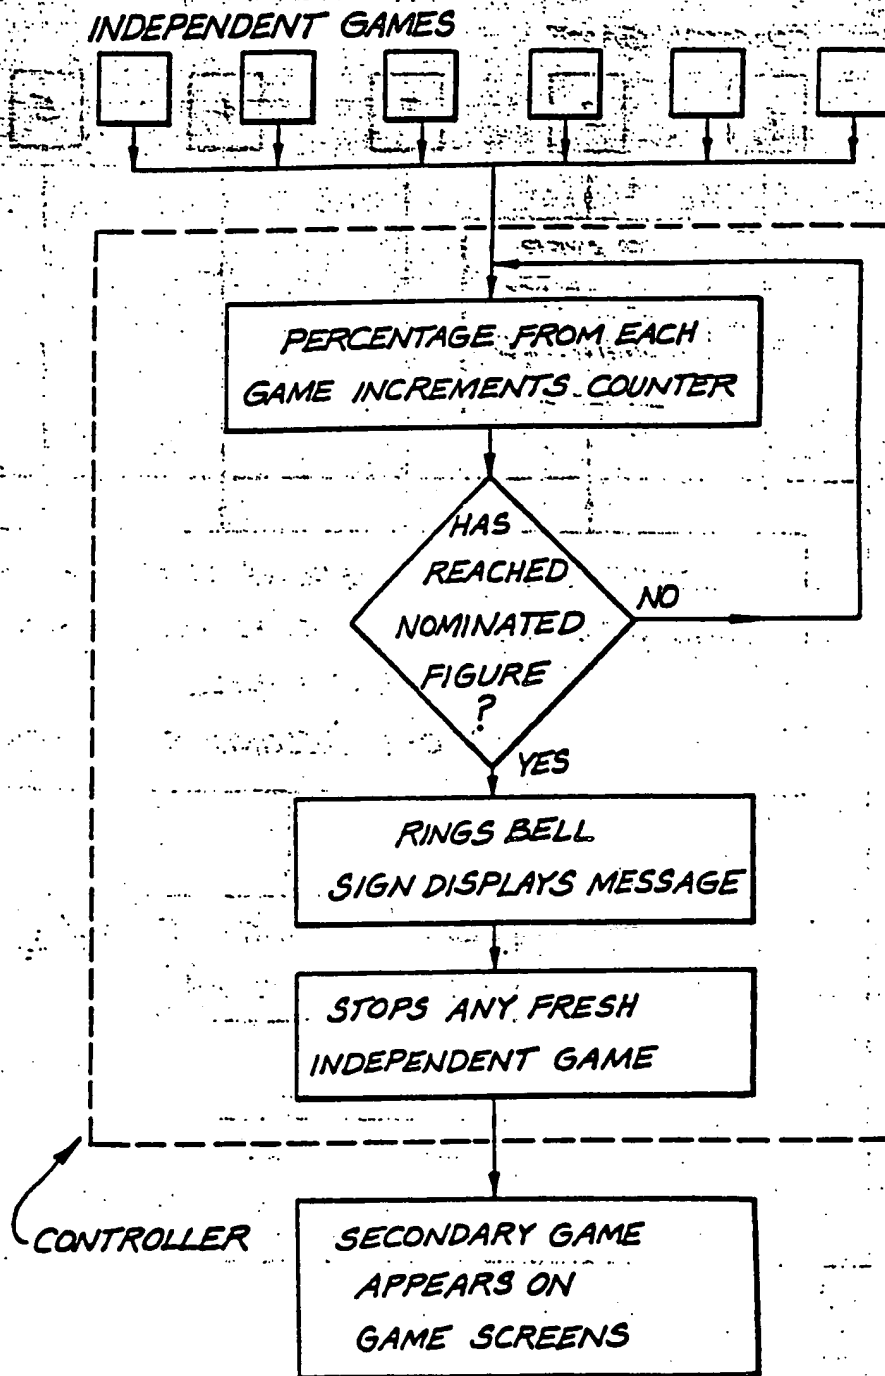 INDEPENDENT GAMES
PERCENTAGE FROM EACH
GAME INCREMENTS COUNTER
HAS
REACHED
NOMINATED
FIGURE
?
NO
YES
RINGS BELL
SIGN DISPLAYS MESSAGE
STOPS ANY FRESH
INDEPENDENT GAME
CONTROLLER
SECONDARY GAME
APPEARS ON
GAME SCREENS